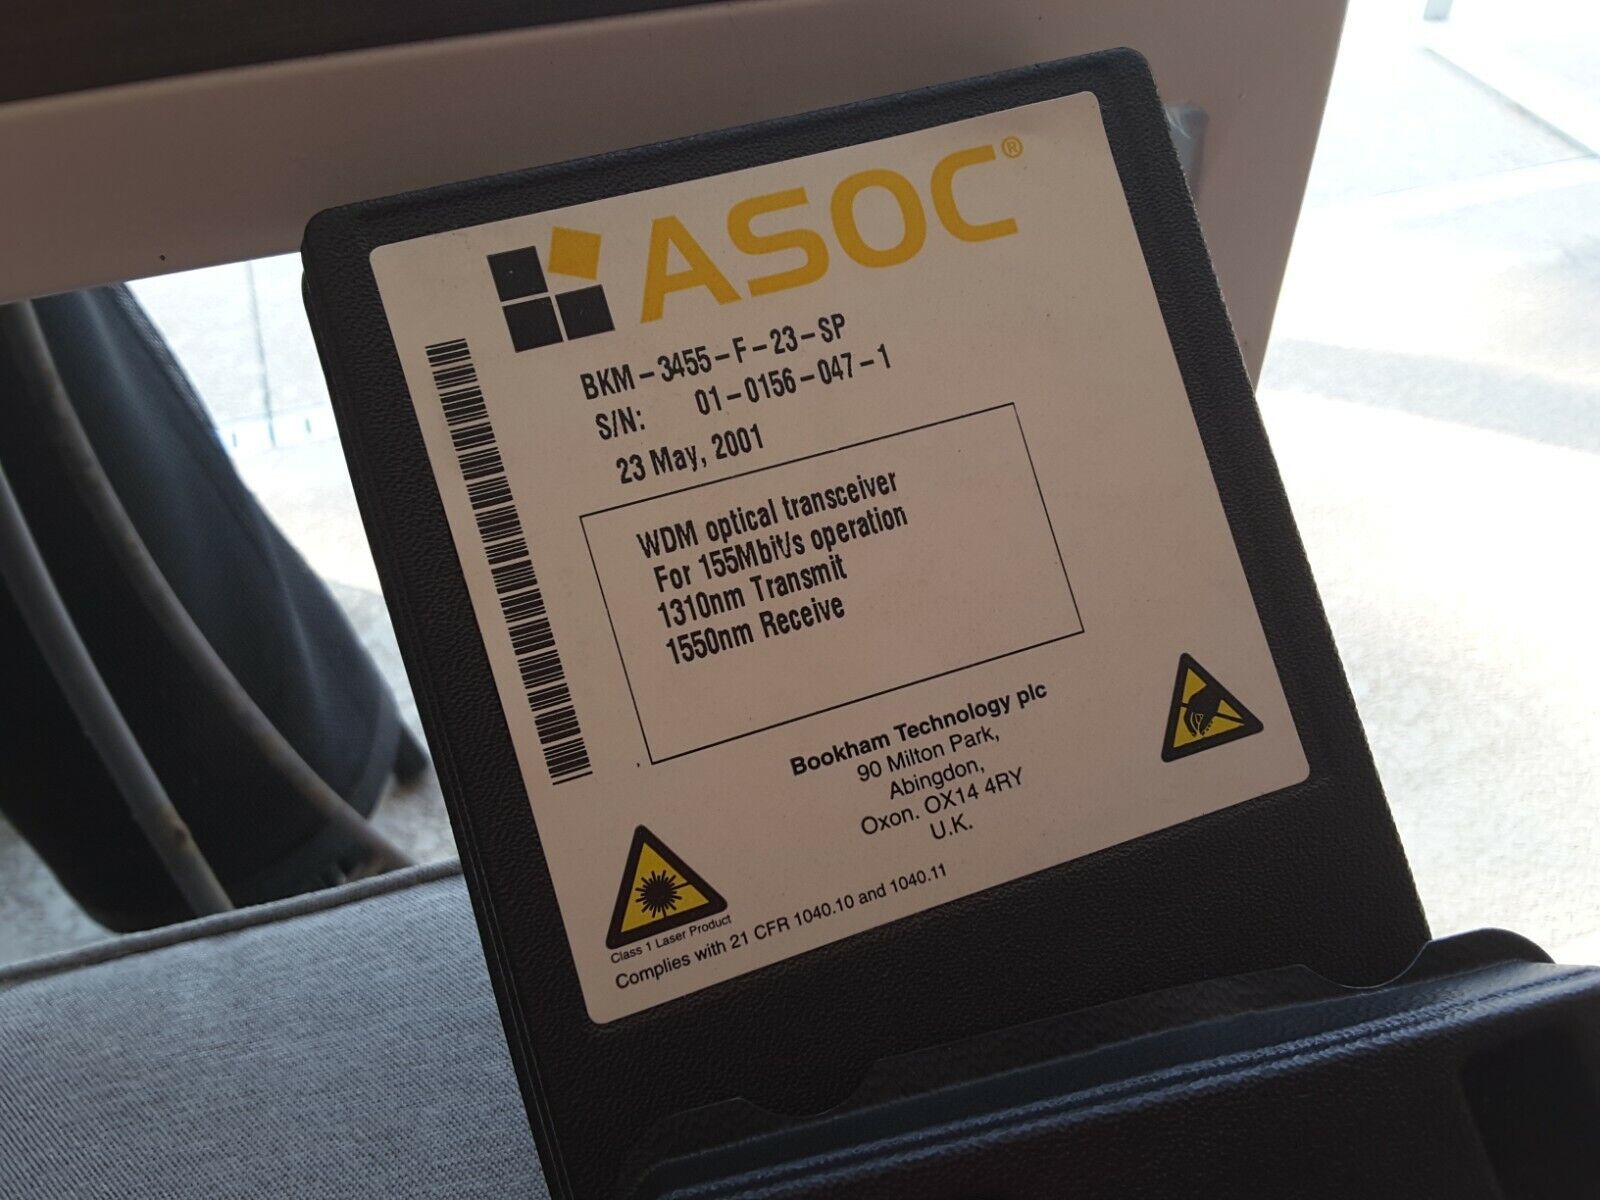 ASOC®
BKM-3455-F-23-SP
S/N: 01-0156-047-1
23 May, 2001
WDM optical transceiver
For 155Mbit/s operation
1310nm Transmit
1550nm Receive
Bookham Technology plc
90 Milton Park,
Abingdon,
Oxon. OX14 4RY
U.K.
Class 1 Laser Product
Complies with 21 CFR 1040.10 and 1040.11